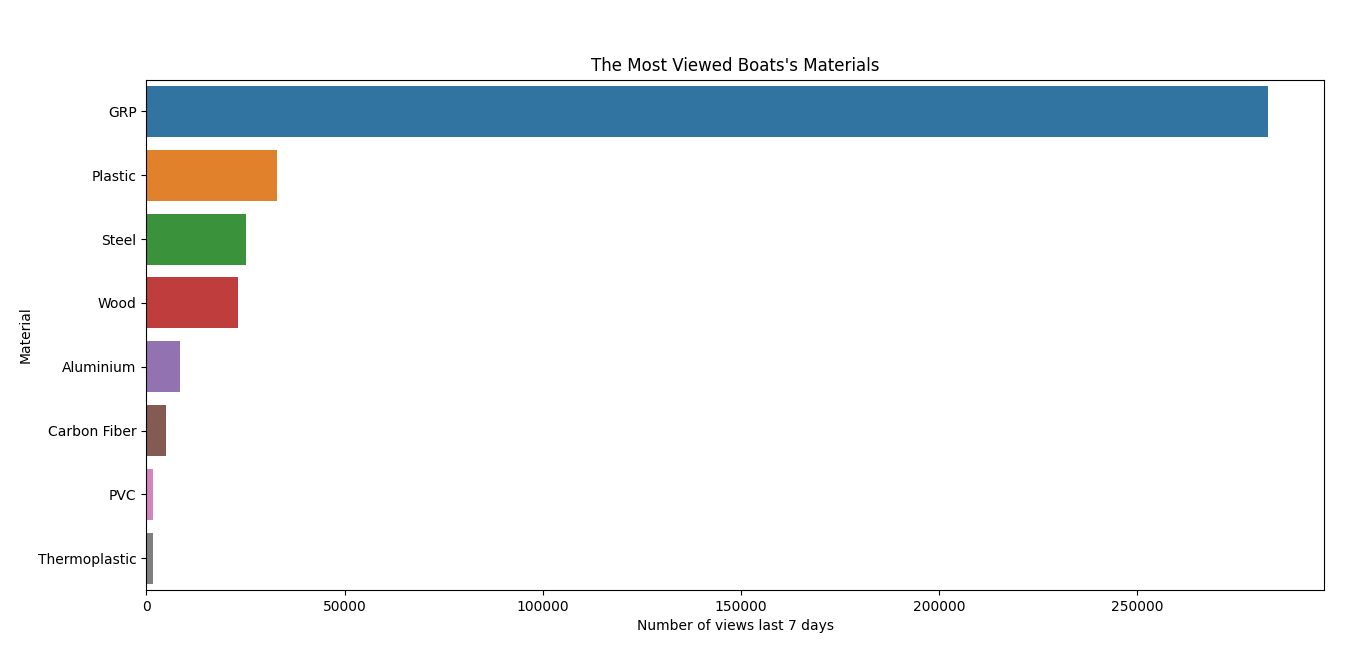 The Most Viewed Boats's Materials
GRP
Plastic
Steel
Wood
Aluminium
Carbon Fiber
PVC
Thermoplastic
Material
0 50000 100000 150000 200000 250000
Number of views last 7 days